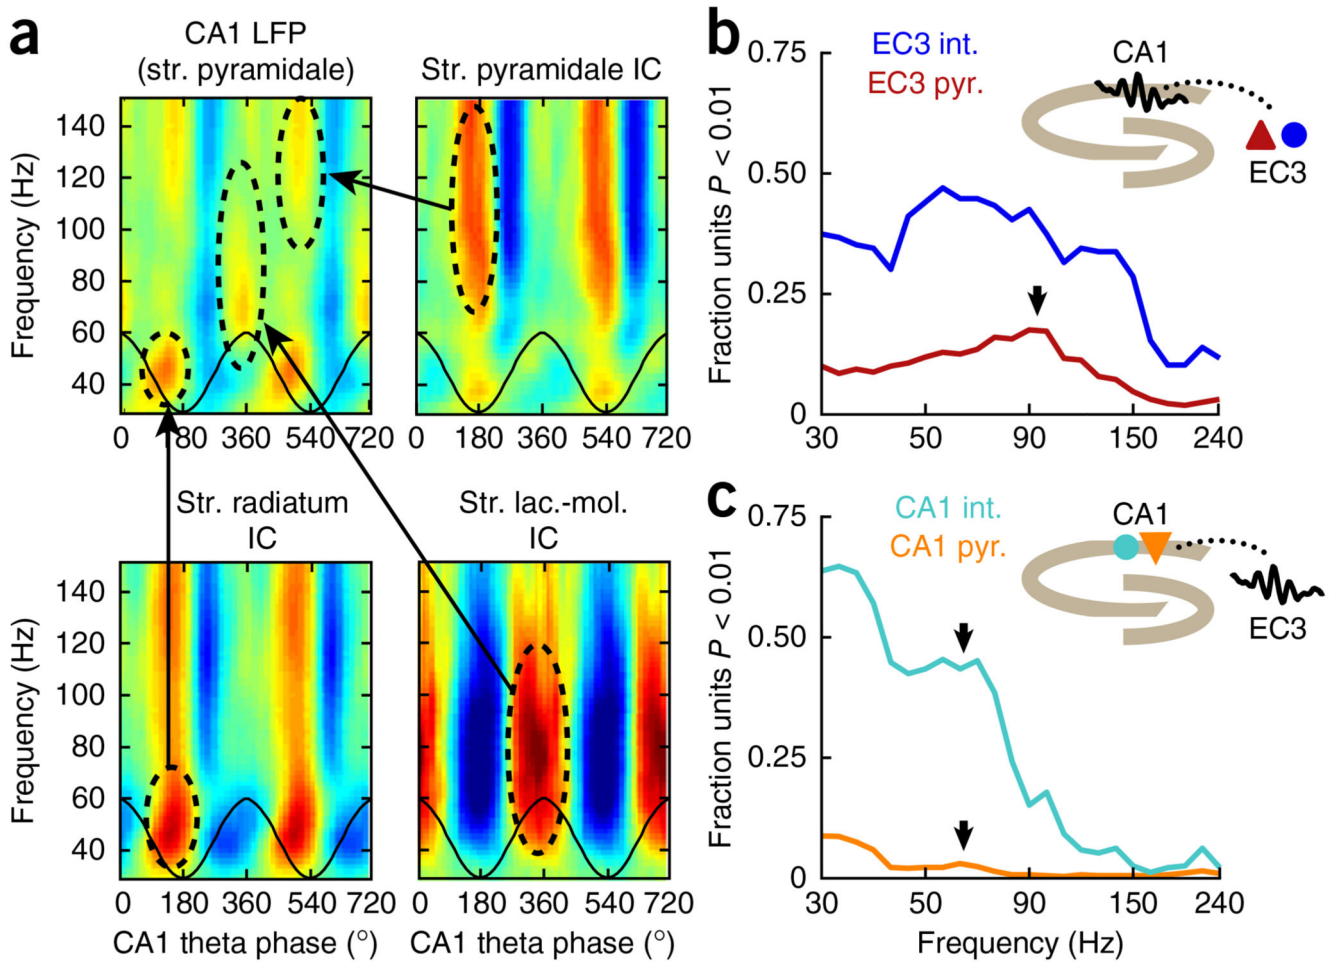 a
CA1 LFP
(str. pyramidale)
Str. pyramidale IC
Frequency (Hz)
140
120
100
80
60
40
0 180 360 540 720
180 360 540 720
Str. radiatum
IC
Str. lac.-mol.
IC
Frequency (Hz)
140
120
100
80
60
40
0 180 360 540 720
0 180 360 540 720
CA1 theta phase (°)
CA1 theta phase (°)
b
EC3 int.
EC3 pyr.
CA1
EC3
Fraction units P < 0.01
0.75
0.50
0.25
0
30 50 90 150 240
c
CA1 int.
CA1 pyr.
CA1
EC3
Fraction units P < 0.01
0.75
0.50
0.25
0
30 50 90 150 240
Frequency (Hz)